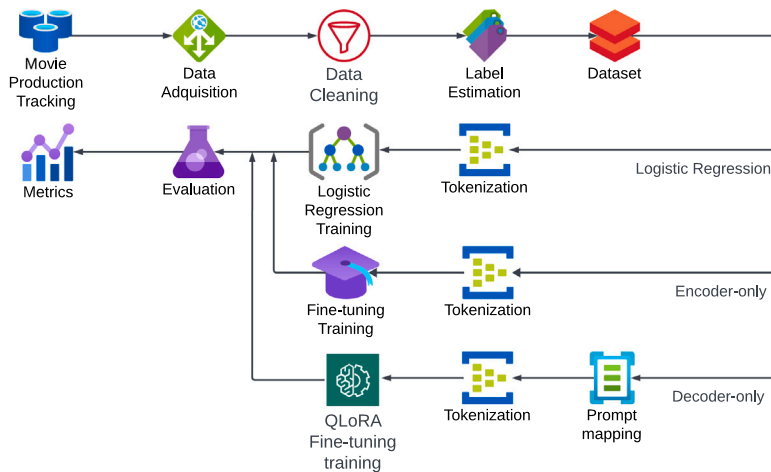 Movie
Production
Tracking
Data
Adquisition
Data
Cleaning
Label
Estimation
Dataset
Metrics
Evaluation
Logistic
Regression
Training
Tokenization
Logistic Regression
Fine-tuning
Training
Tokenization
Encoder-only
QLoRA
Fine-tuning
training
Tokenization
Prompt
mapping
Decoder-only